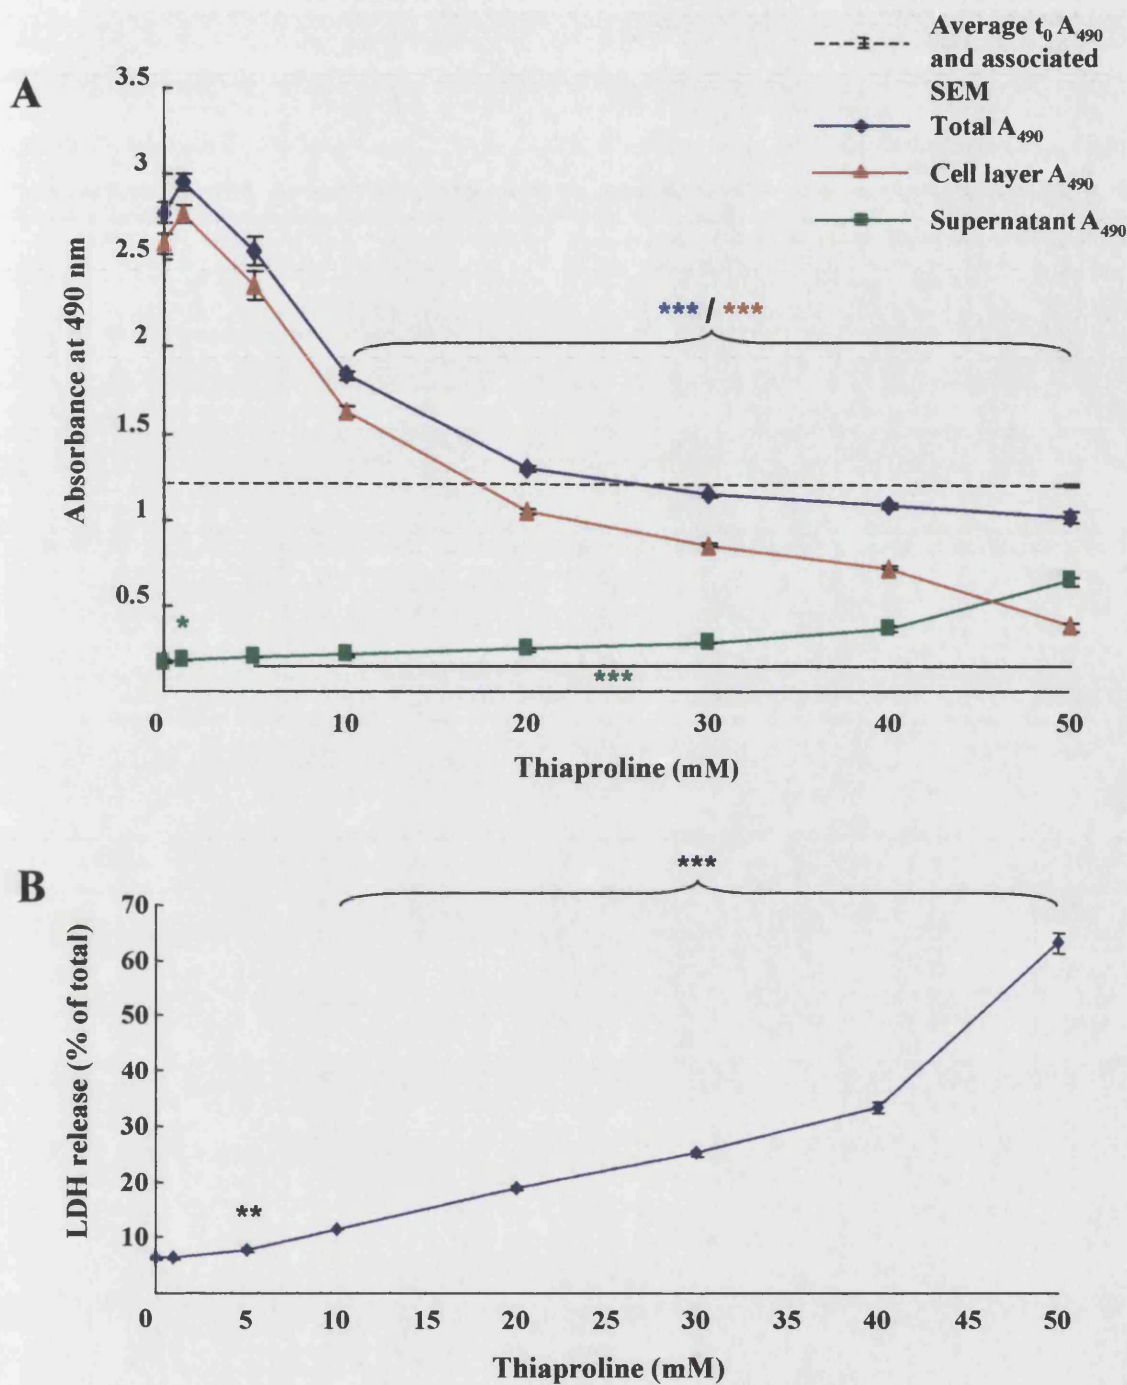 Average t₀ A₄₉₀
and associated
SEM
Total A₄₉₀
Cell layer A₄₉₀
Supernatant A₄₉₀
A
3.5
3
2.5
2
1.5
1
0.5
Absorbance at 490 nm
*** / ***
*
***
0 10 20 30 40 50
Thiaproline (mM)
B
***
70
60
50
40
30
20
10
LDH release (% of total)
**
0 5 10 15 20 25 30 35 40 45 50
Thiaproline (mM)